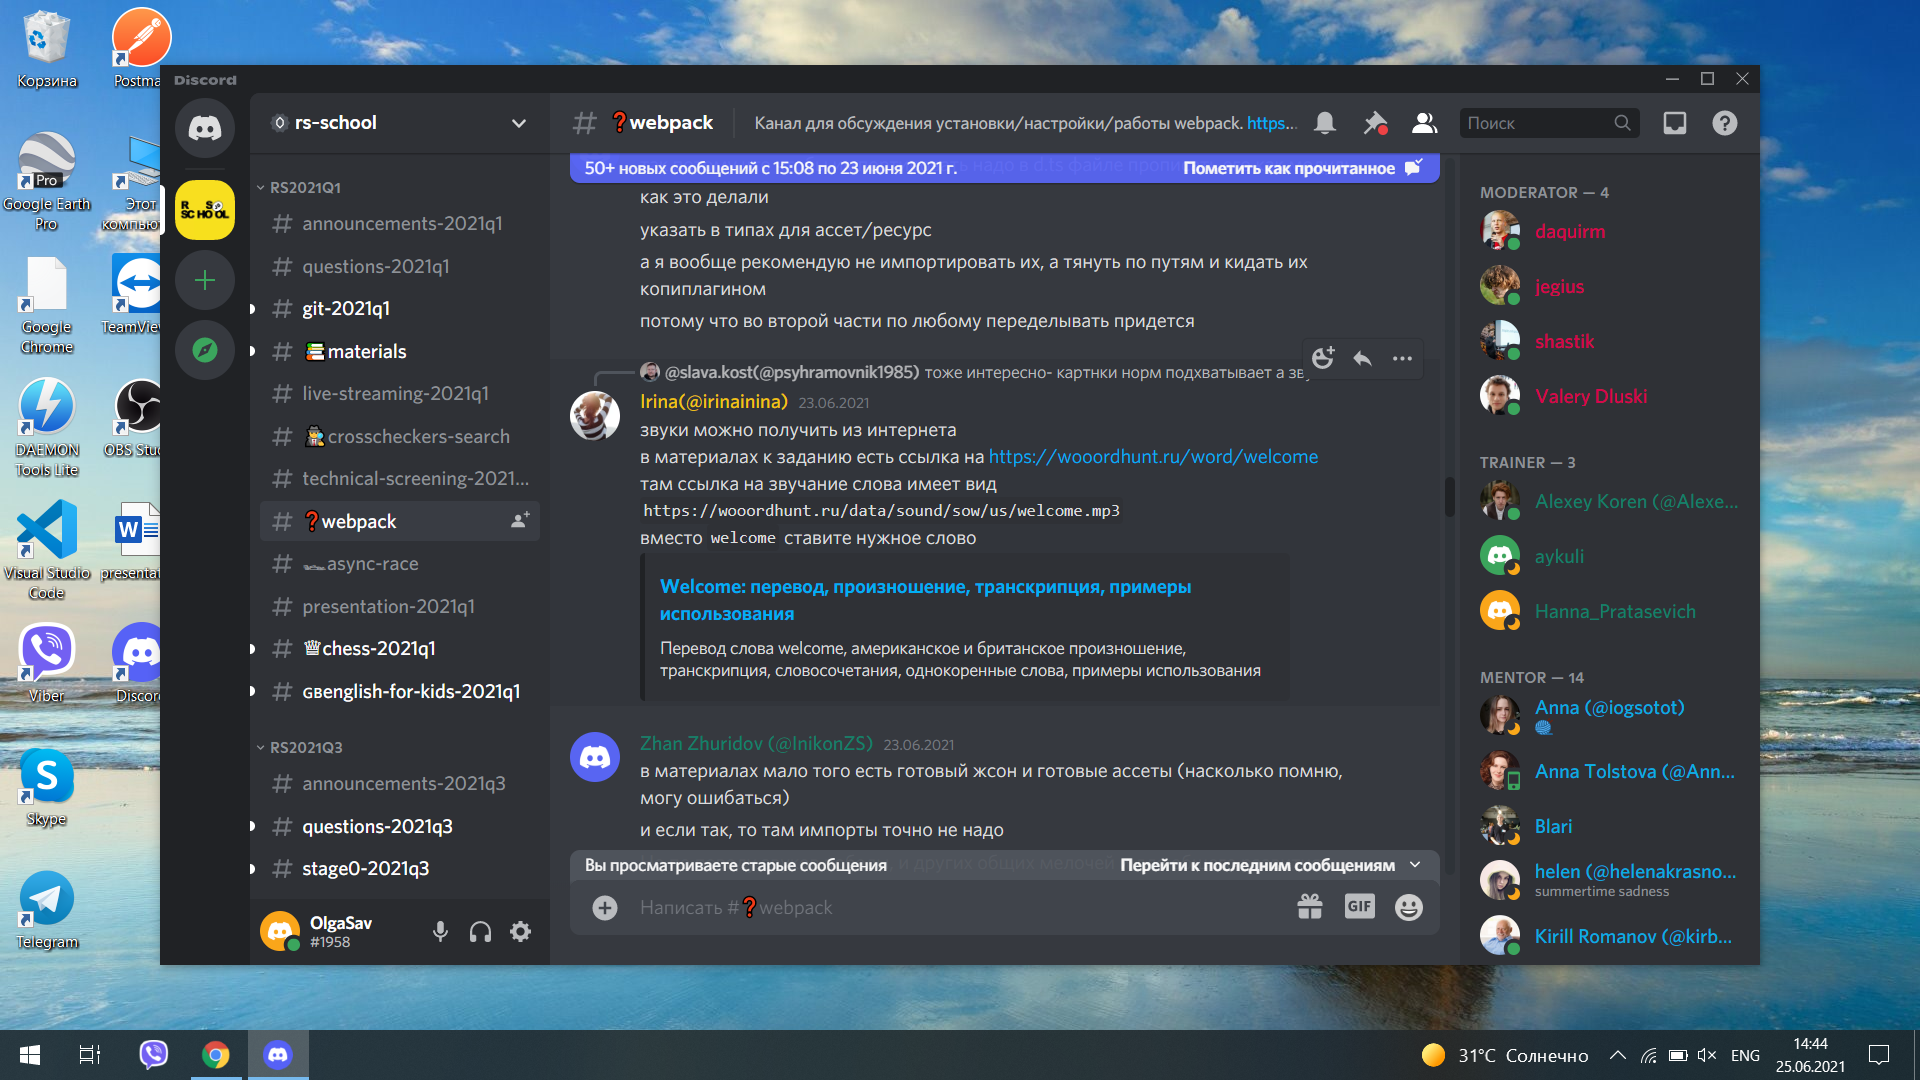 Корзина
Postma
Pro
Google Earth
Pro
Этот
компью
Google
Chrome
TeamVie
DAEMON
Tools Lite
OBS Stu
Visual Studio
Code
W
presenta
Viber
Discor
S
Skype
Telegram
Discord
RS
SCHOOL
rs-school
RS2021Q1
# announcements-2021q1
# questions-2021q1
# git-2021q1
# 📚materials
# live-streaming-2021q1
# 🕵crosscheckers-search
# technical-screening-2021...
# ❓webpack
# 🏎async-race
# presentation-2021q1
# ♛chess-2021q1
# GBenglish-for-kids-2021q1
RS2021Q3
# announcements-2021q3
# questions-2021q3
# stage0-2021q3
OlgaSav
#1958
# ❓webpack
Канал для обсуждения установки/настройки/работы webpack. https...
Поиск
50+ новых сообщений с 15:08 по 23 июня 2021 г.
Пометить как прочитанное
как это делали
указать в типах для ассет/ресурс
а я вообще рекомендую не импортировать их, а тянуть по путям и кидать их
копиплагином
потому что во второй части по любому переделывать придется
@slava.kost(@psyhramovnik1985) тоже интересно- картнки норм подхватывает а зву
Irina(@irinainina) 23.06.2021
звуки можно получить из интернета
в материалах к заданию есть ссылка на https://wooordhunt.ru/word/welcome
там ссылка на звучание слова имеет вид
https://wooordhunt.ru/data/sound/sow/us/welcome.mp3
вместо welcome ставите нужное слово
Welcome: перевод, произношение, транскрипция, примеры
использования
Перевод слова welcome, американское и британское произношение,
транскрипция, словосочетания, однокоренные слова, примеры использования
Zhan Zhuridov (@InikonZS) 23.06.2021
в материалах мало того есть готовый жсон и готовые ассеты (насколько помню,
могу ошибаться)
и если так, то там импорты точно не надо
и других общих мелочей
Вы просматриваете старые сообщения
Перейти к последним сообщениям
Написать #❓webpack
GIF
MODERATOR — 4
daquirm
jegius
shastik
Valery Dluski
TRAINER — 3
Alexey Koren (@Alexe...
aykuli
Hanna_Pratasevich
MENTOR — 14
Anna (@iogsotot)
Anna Tolstova (@Ann...
Blari
helen (@helenakrasno...
summertime sadness
Kirill Romanov (@kirb...
31°C Солнечно
ENG
14:44
25.06.2021